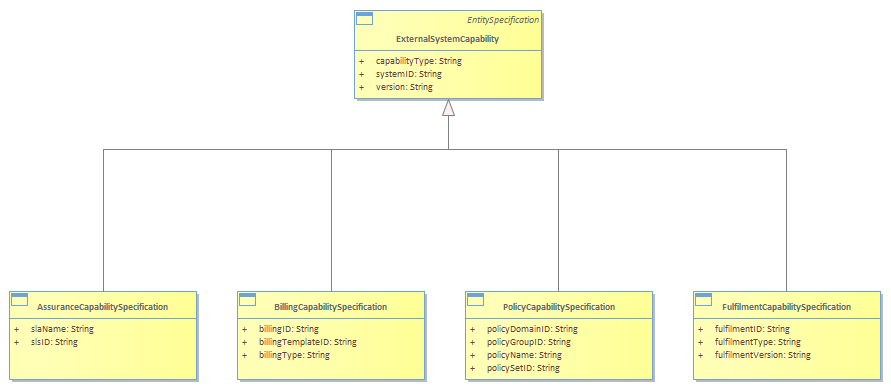 EntitySpecification
ExternalSystemCapability
+ capabilityType: String
+ systemID: String
+ version: String
AssuranceCapabilitySpecification
+ slaName: String
+ slsID: String
BillingCapabilitySpecification
+ billingID: String
+ billingTemplateID: String
+ billingType: String
PolicyCapabilitySpecification
+ policyDomainID: String
+ policyGroupID: String
+ policyName: String
+ policySetID: String
FulfilmentCapabilitySpecification
+ fulfilmentID: String
+ fulfilmentType: String
+ fulfilmentVersion: String